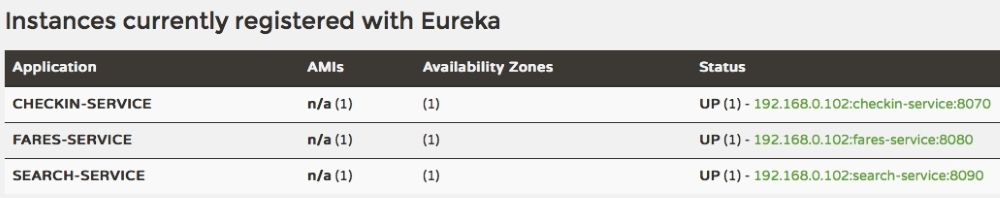 Instances currently registered with Eureka
Application AMIs Availability Zones Status
CHECKIN-SERVICE n/a (1) (1) UP (1) - 192.168.0.102:checkin-service:8070
FARES-SERVICE n/a (1) (1) UP (1) - 192.168.0.102:fares-service:8080
SEARCH-SERVICE n/a (1) (1) UP (1) - 192.168.0.102:search-service:8090